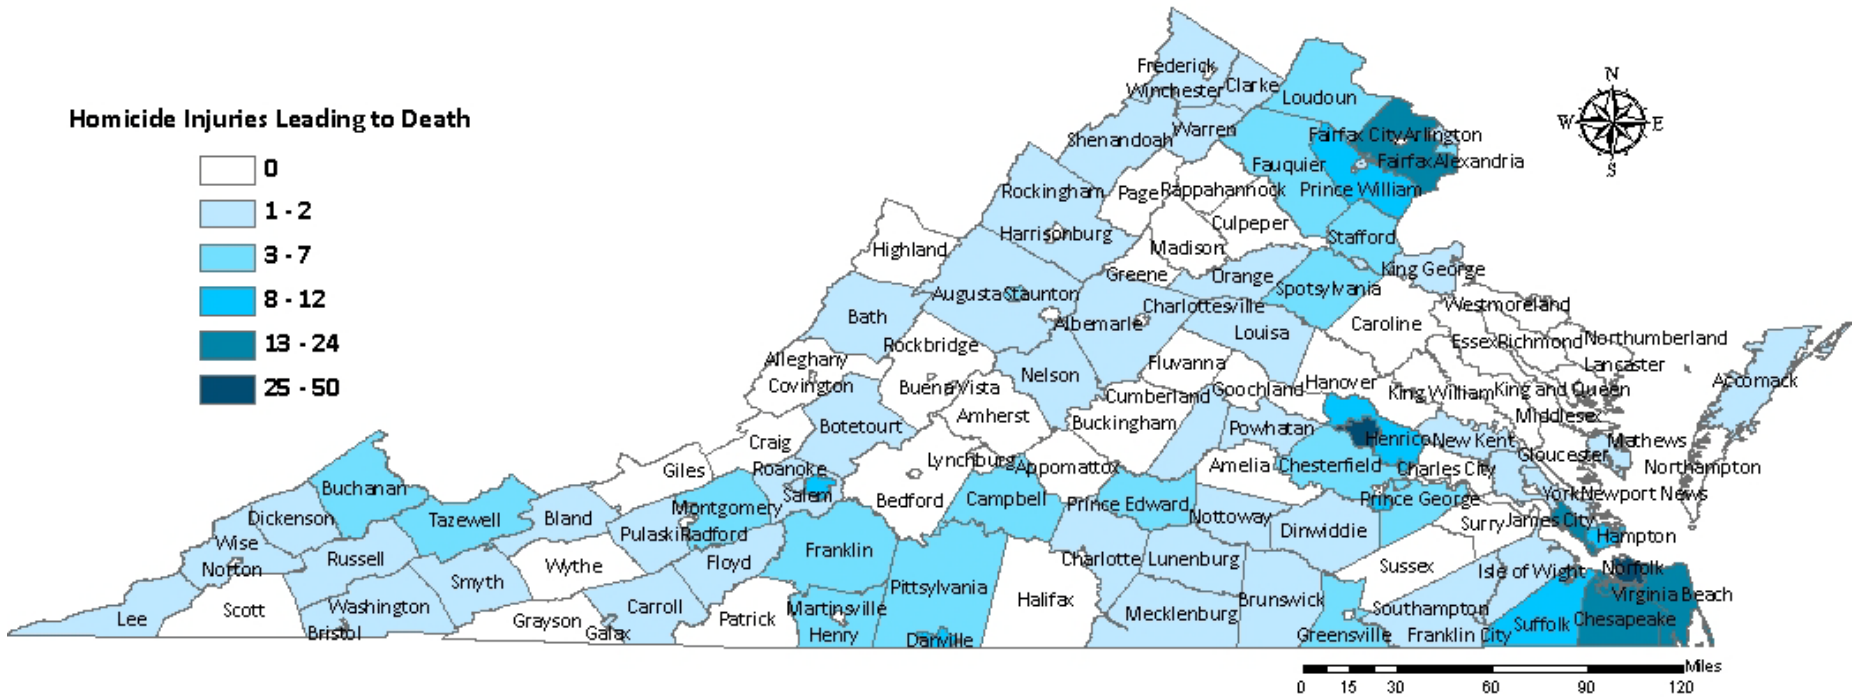 Homicide Injuries Leading to Death
0
1 - 2
3 - 7
8 - 12
13 - 24
25 - 50
N
W
E
S
Frederick
Winchester
Clarke
Loudoun
Shenandoah
Warren
Fairfax City
Arlington
Fauquier
Fairfax
Alexandria
Rockingham
Page
Rappahannock
Prince William
Culpeper
Harrisonburg
Stafford
Highland
Madison
Greene
Orange
King George
Augusta
Staunton
Spotsylvania
Charlottesville
Westmoreland
Bath
Albemarle
Louisa
Caroline
Rockbridge
Essex
Richmond
Northumberland
Alleghany
Fluvanna
Lancaster
Covington
Buena Vista
Nelson
Goochland
Hanover
King William
King and Queen
Accomack
Cumberland
Amherst
Buckingham
Middlesex
Botetourt
Powhatan
Craig
Henrico
New Kent
Mathews
Gloucester
Giles
Roanoke
Lynchburg
Appomattox
Amelia
Chesterfield
Charles City
Northampton
Buchanan
Salem
Bedford
Campbell
Prince Edward
Prince George
York
Newport News
Montgomery
Dickenson
Tazewell
Bland
Nottoway
Surry
James City
Pulaski
Radford
Dinwiddie
Hampton
Wise
Russell
Franklin
Norton
Wythe
Floyd
Charlotte
Lunenburg
Sussex
Isle of Wight
Norfolk
Smyth
Pittsylvania
Virginia Beach
Scott
Washington
Carroll
Martinsville
Halifax
Mecklenburg
Brunswick
Southampton
Lee
Bristol
Grayson
Galax
Patrick
Henry
Danville
Greensville
Franklin City
Suffolk
Chesapeake
Miles
0 15 30 60 90 120